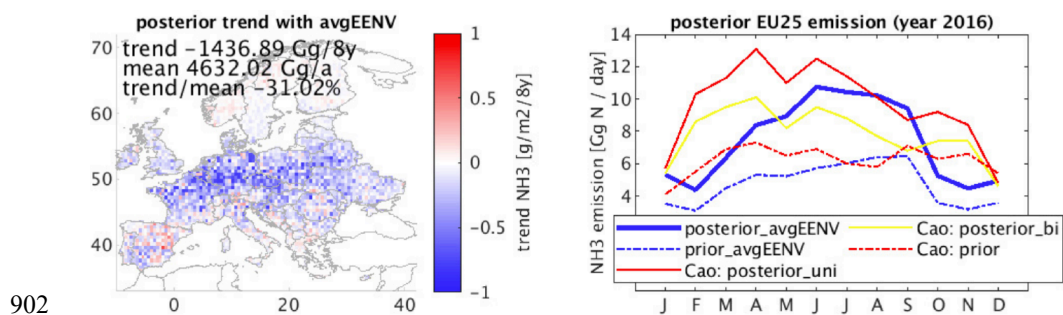 posterior trend with avgEENV
trend -1436.89 Gg/8y
mean 4632.02 Gg/a
trend/mean -31.02%
70
60
50
40
0
20
40
1
0.5
0
-0.5
-1
trend NH3 [g/m2/8y]
posterior EU25 emission (year 2016)
14
12
10
8
6
4
NH3 emission [Gg N / day]
posterior_avgEENV
prior_avgEENV
Cao: posterior_uni
Cao: posterior_bi
Cao: prior
J F M A M J J A S O N D
902